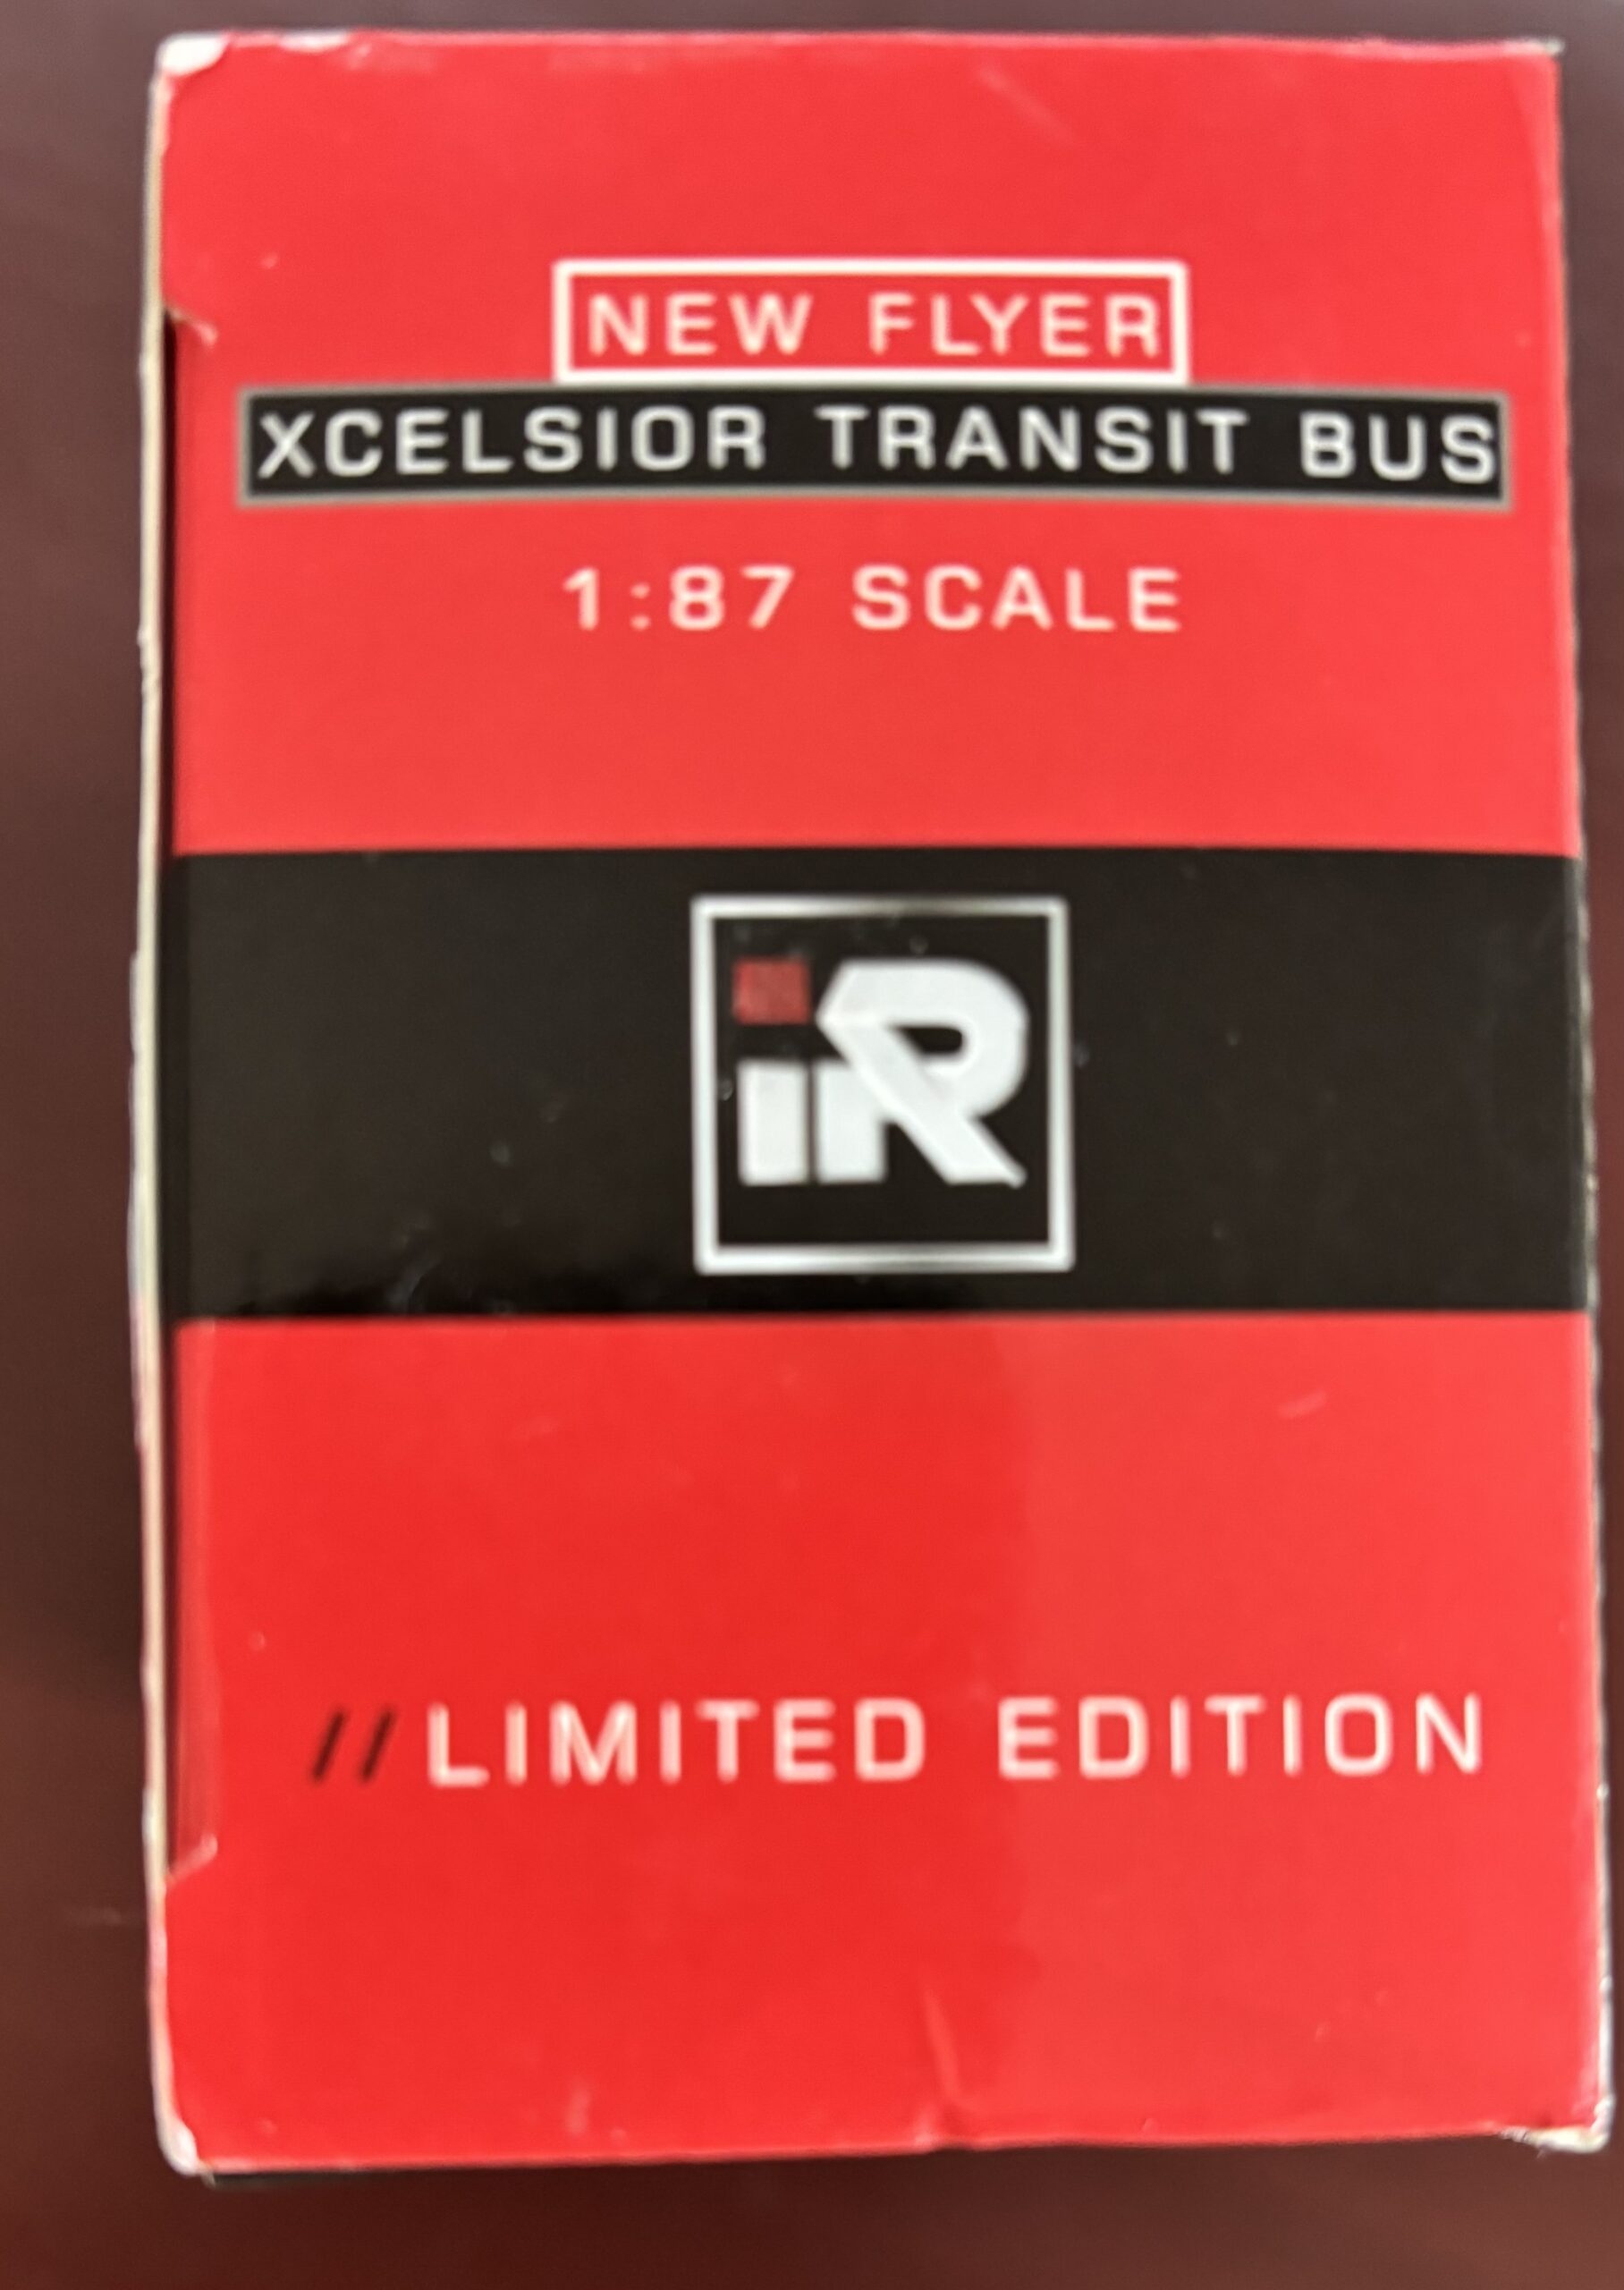 NEW FLYER
XCELSIOR TRANSIT BUS
1:87 SCALE
iR
//LIMITED EDITION